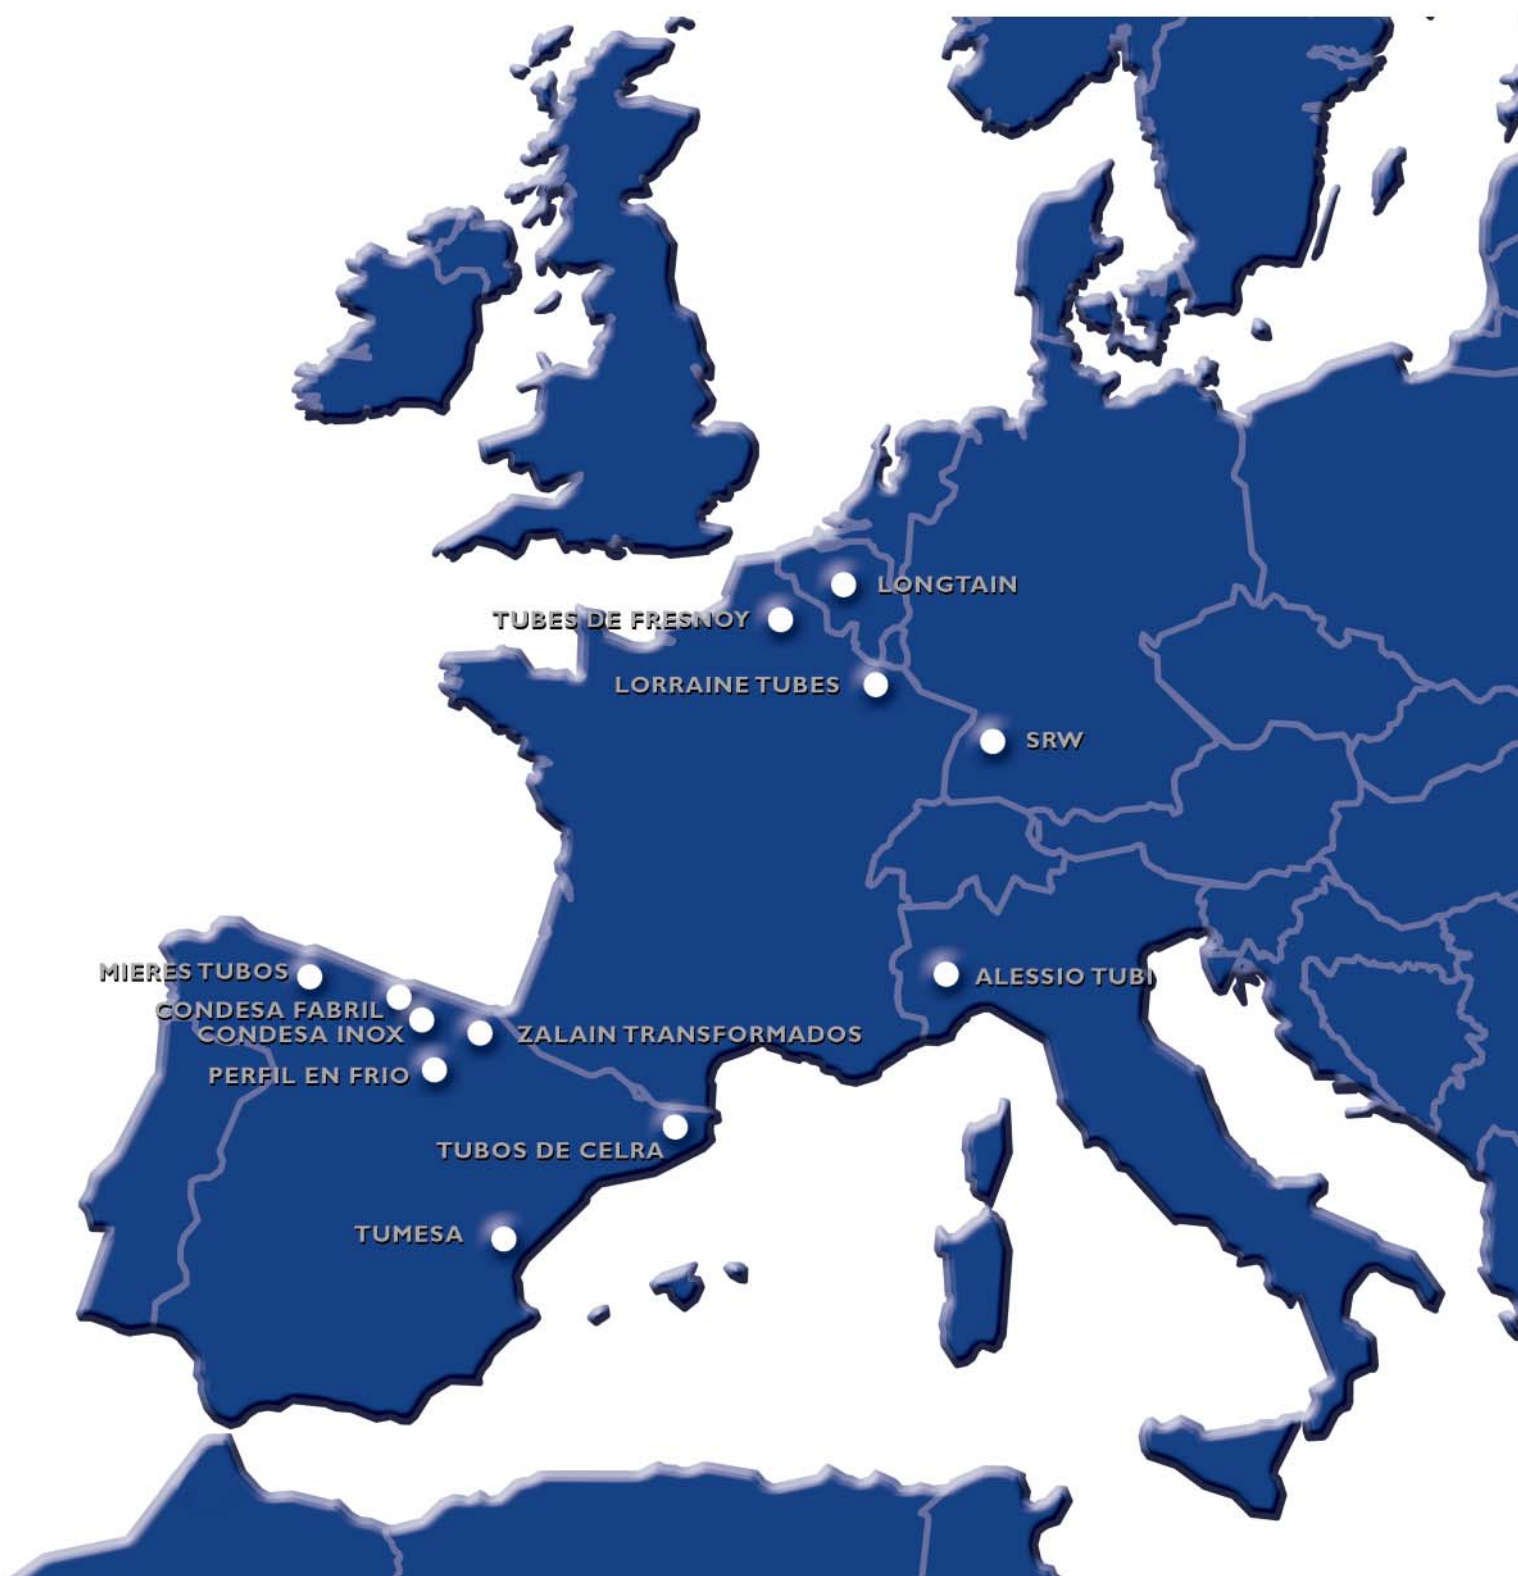 LONGTAIN
TUBES DE FRESNOY
LORRAINE TUBES
SRW
MIERES TUBOS
ALESSIO TUBI
CONDESA FABRIL
CONDESA INOX
ZALAIN TRANSFORMADOS
PERFIL EN FRIO
TUBOS DE CELRA
TUMESA